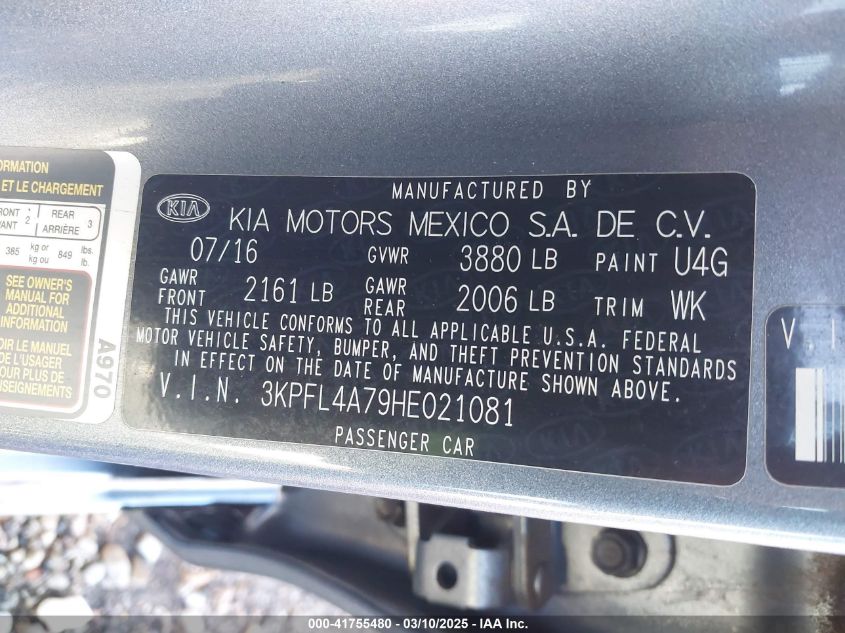 ORMATION
ET LE CHARGEMENT
FRONT 2 REAR 3
VANT ARRIÈRE
385 kg or 849 lbs.
kg ou lb.
SEE OWNER'S
MANUAL FOR
ADDITIONAL
INFORMATION
OIR LE MANUEL
DE L'USAGER
POUR PLUS DE
ENSEIGNEMENTS
A970
MANUFACTURED BY
KIA KIA MOTORS MEXICO S.A. DE C.V.
07/16 GVWR 3880 LB PAINT U4G
GAWR GAWR
FRONT 2161 LB REAR 2006 LB TRIM WK
THIS VEHICLE CONFORMS TO ALL APPLICABLE U.S.A. FEDERAL
MOTOR VEHICLE SAFETY, BUMPER, AND THEFT PREVENTION STANDARDS
IN EFFECT ON THE DATE OF MANUFACTURE SHOWN ABOVE.
V.I.N. 3KPFL4A79HE021081
PASSENGER CAR
V.I
000-41755480 - 03/10/2025 - IAA Inc.